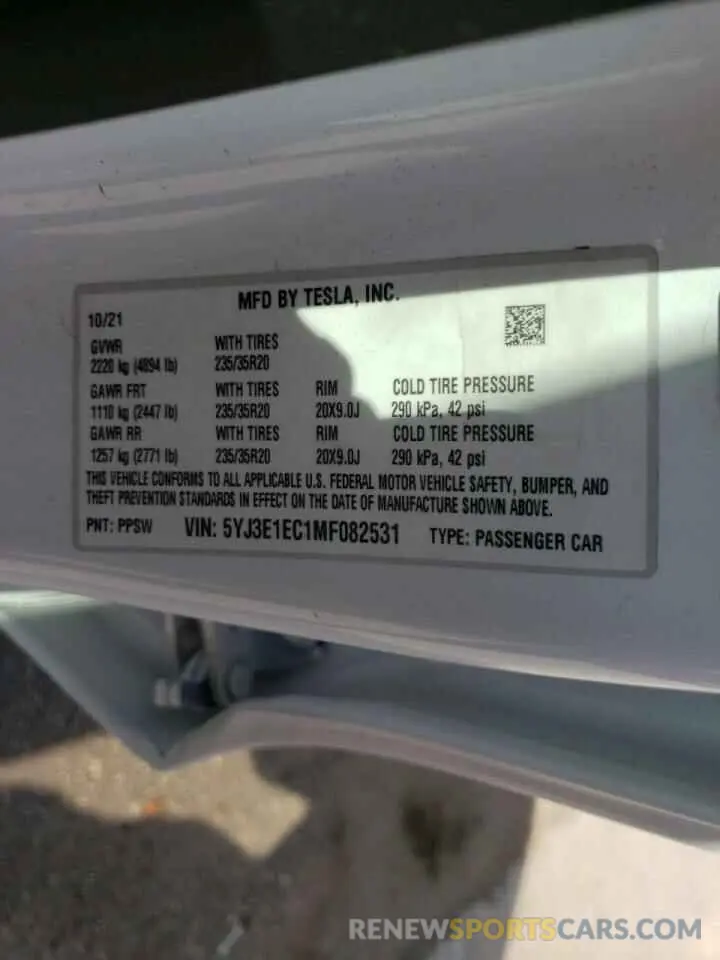 MFD BY TESLA, INC.
10/21
GVWR WITH TIRES
2220 kg (4894 lb) 235/35R20
GAWR FRT WITH TIRES RIM COLD TIRE PRESSURE
1110 kg (2447 lb) 235/35R20 20X9.0J 290 kPa, 42 psi
GAWR RR WITH TIRES RIM COLD TIRE PRESSURE
1257 kg (2771 lb) 235/35R20 20X9.0J 290 kPa, 42 psi
THIS VEHICLE CONFORMS TO ALL APPLICABLE U.S. FEDERAL MOTOR VEHICLE SAFETY, BUMPER, AND
THEFT PREVENTION STANDARDS IN EFFECT ON THE DATE OF MANUFACTURE SHOWN ABOVE.
PNT: PPSW VIN: 5YJ3E1EC1MF082531 TYPE: PASSENGER CAR
RENEWSPORTSCARS.COM